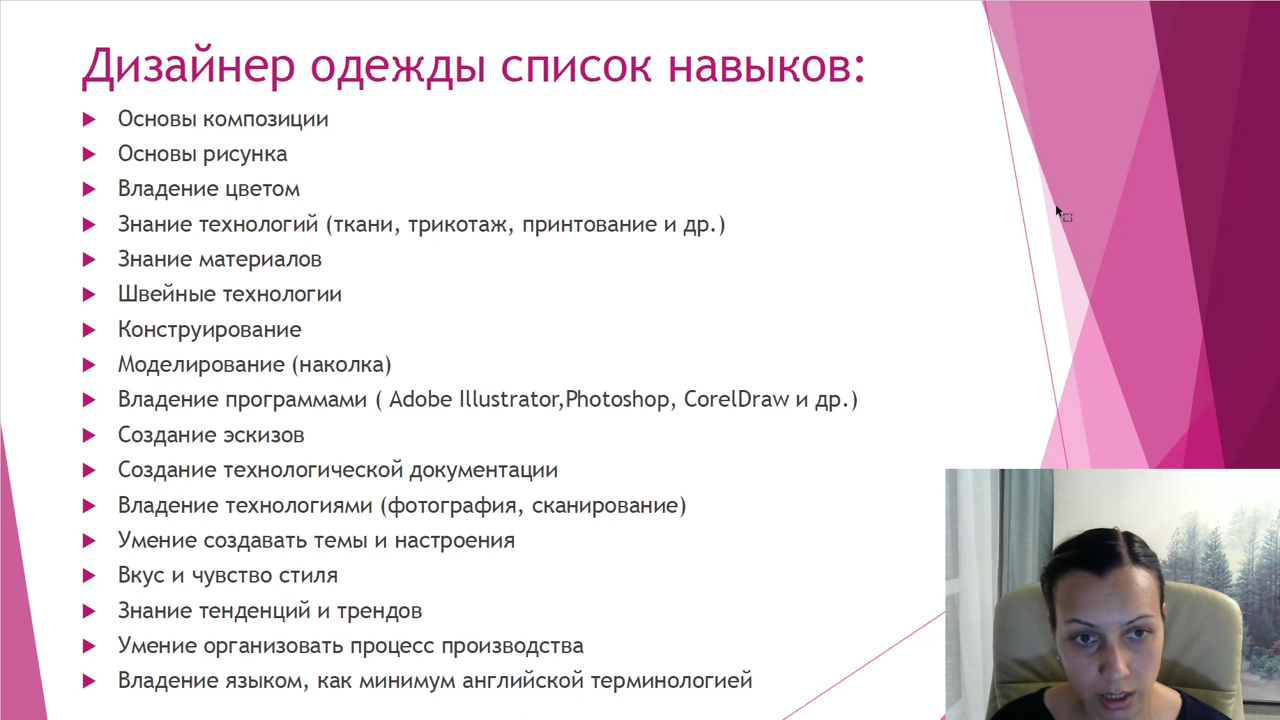 Дизайнер одежды список навыков:
Основы композиции
Основы рисунка
Владение цветом
Знание технологий (ткани, трикотаж, принтование и др.)
Знание материалов
Швейные технологии
Конструирование
Моделирование (наколка)
Владение программами ( Adobe Illustrator,Photoshop, CorelDraw и др.)
Создание эскизов
Создание технологической документации
Владение технологиями (фотография, сканирование)
Умение создавать темы и настроения
Вкус и чувство стиля
Знание тенденций и трендов
Умение организовать процесс производства
Владение языком, как минимум английской терминологией